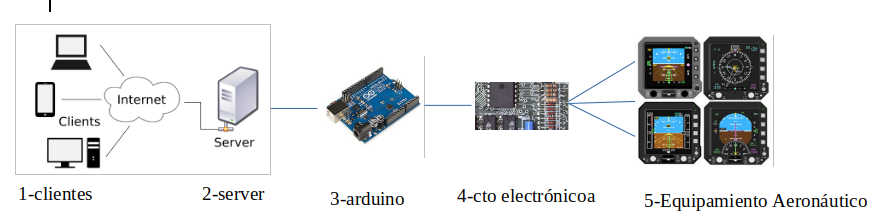 Internet
Clients
Server
1-clientes
2-server
3-arduino
4-cto electrónicoa
5-Equipamiento Aeronáutico